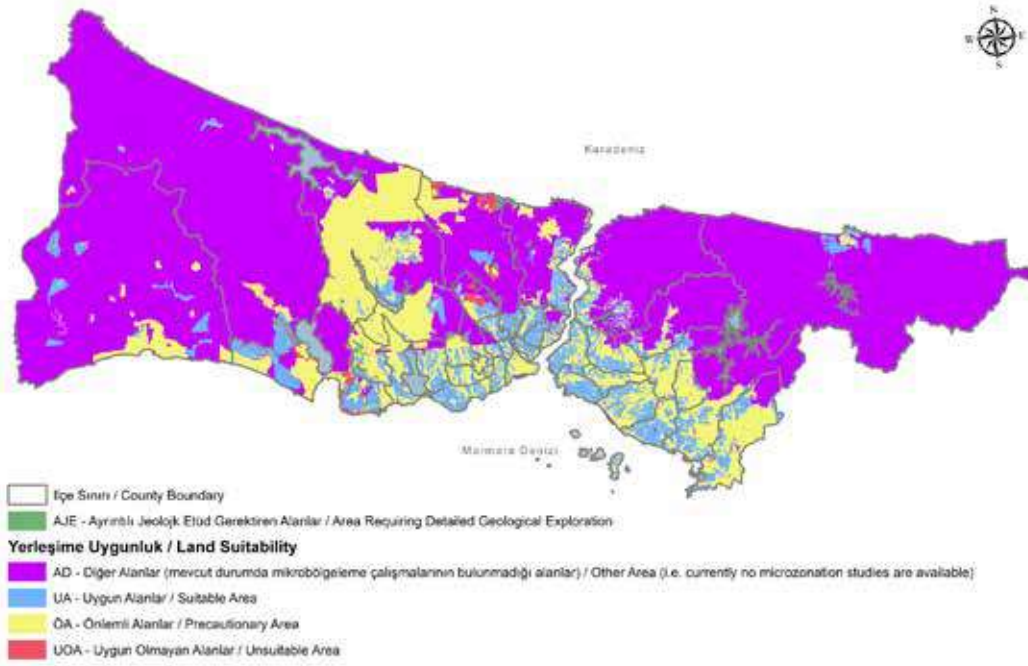 N
W E
S
Karadeniz
Marmara Denizi
İlçe Sınırı / County Boundary
AJE - Ayrıntılı Jeolojk Etüd Gerektiren Alanlar / Area Requiring Detailed Geological Exploration
Yerleşime Uygunluk / Land Suitability
AD - Diğer Alanlar (mevcut durumda mikrobölgeleme çalışmalarının bulunmadığı alanlar) / Other Area (i.e. currently no microzonation studies are available)
UA - Uygun Alanlar / Suitable Area
ÖA - Önlemli Alanlar / Precautionary Area
UOA - Uygun Olmayan Alanlar / Unsuitable Area